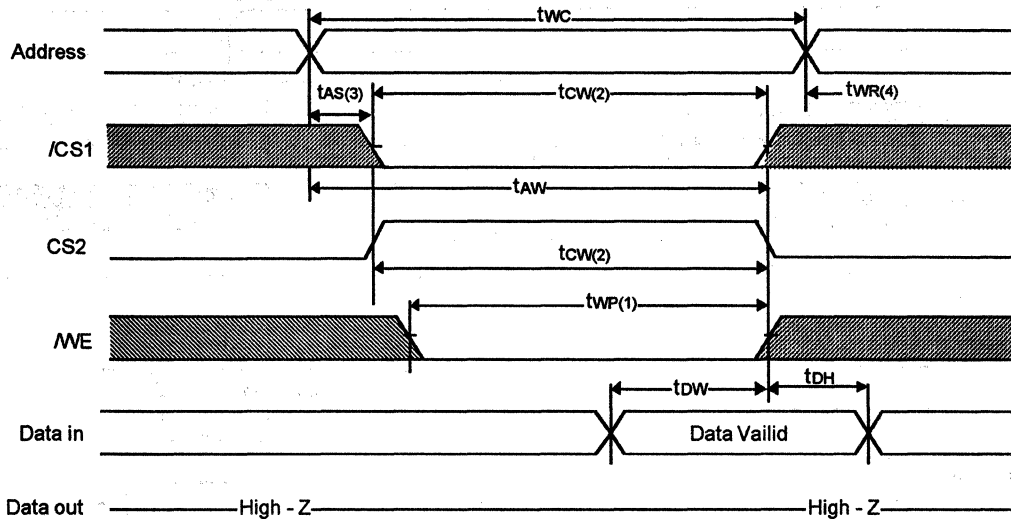 tWC
Address
tAS(3)
tCW(2)
tWR(4)
/CS1
tAW
CS2
tCW(2)
tWP(1)
/WE
tDW
tDH
Data in
Data Vailid
Data out
High - Z
High - Z